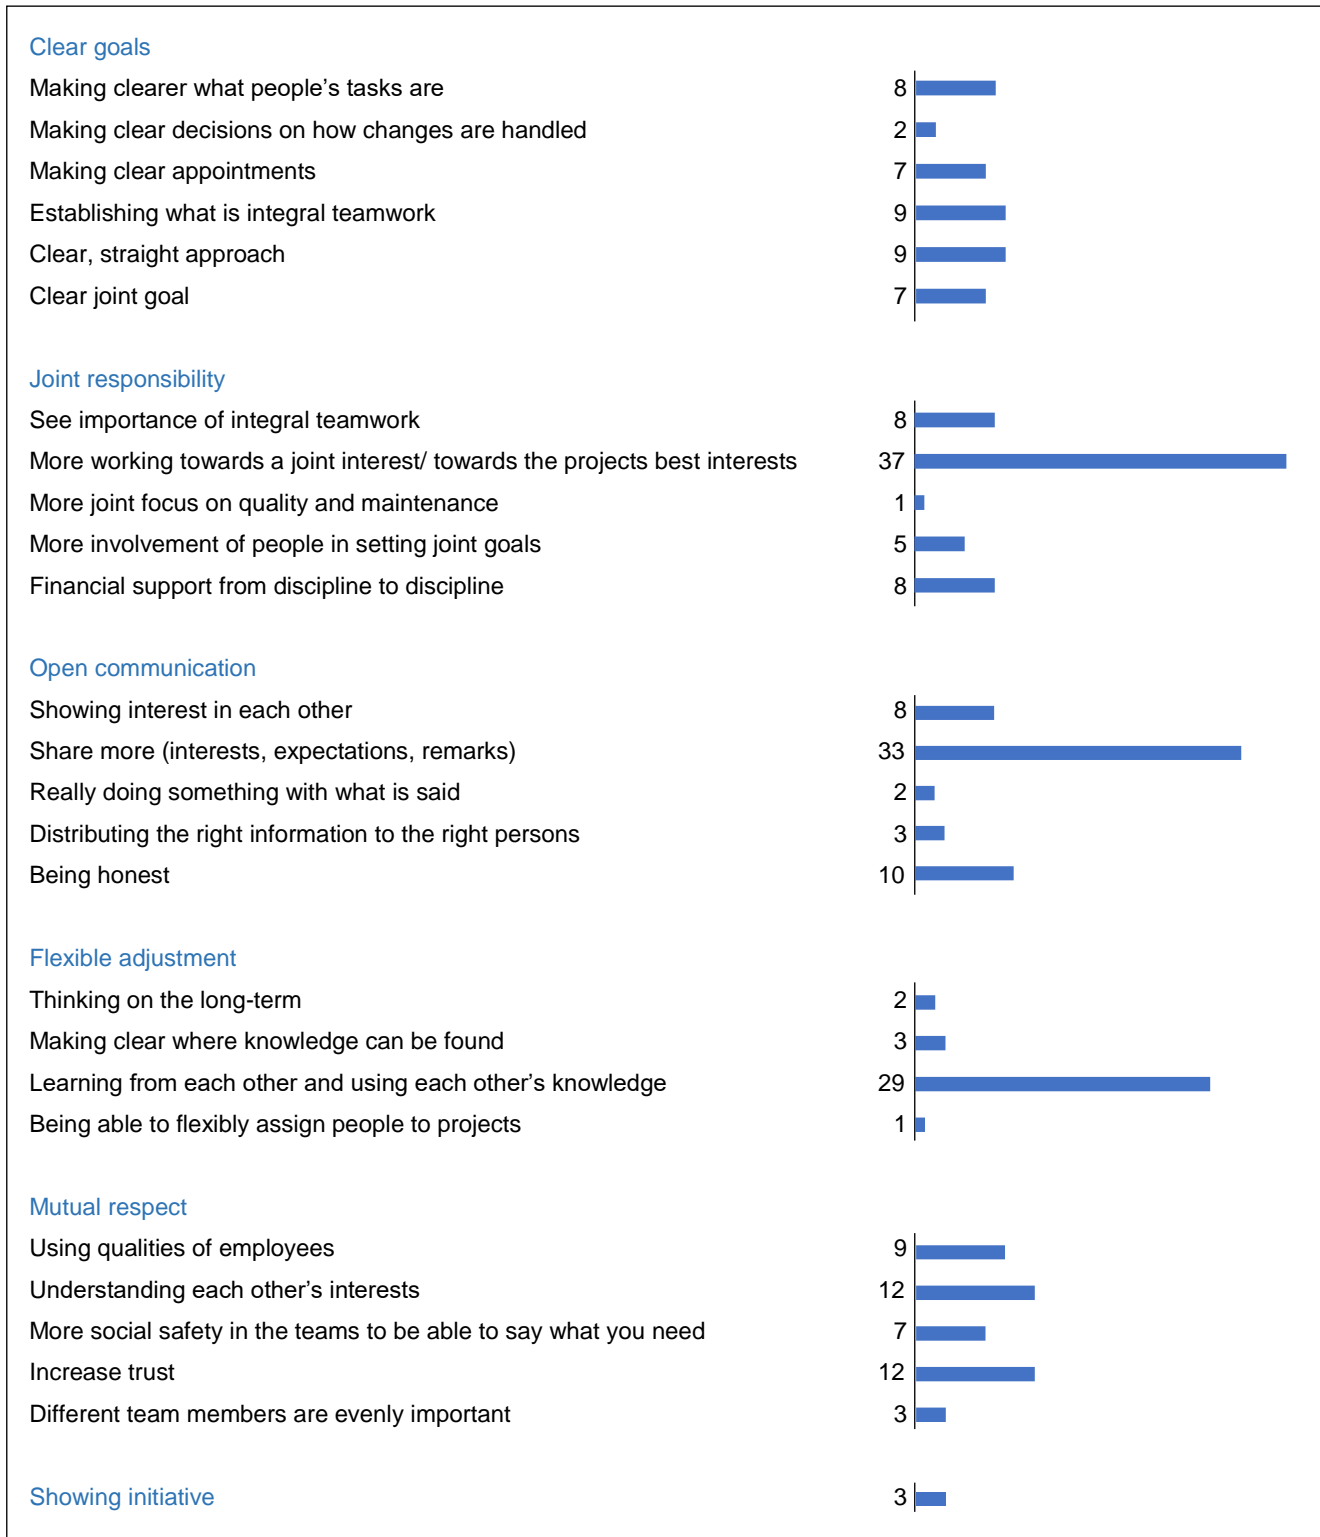 Clear goals
Making clearer what people’s tasks are 8
Making clear decisions on how changes are handled 2
Making clear appointments 7
Establishing what is integral teamwork 9
Clear, straight approach 9
Clear joint goal 7
Joint responsibility
See importance of integral teamwork 8
More working towards a joint interest/ towards the projects best interests 37
More joint focus on quality and maintenance 1
More involvement of people in setting joint goals 5
Financial support from discipline to discipline 8
Open communication
Showing interest in each other 8
Share more (interests, expectations, remarks) 33
Really doing something with what is said 2
Distributing the right information to the right persons 3
Being honest 10
Flexible adjustment
Thinking on the long-term 2
Making clear where knowledge can be found 3
Learning from each other and using each other’s knowledge 29
Being able to flexibly assign people to projects 1
Mutual respect
Using qualities of employees 9
Understanding each other’s interests 12
More social safety in the teams to be able to say what you need 7
Increase trust 12
Different team members are evenly important 3
Showing initiative 3